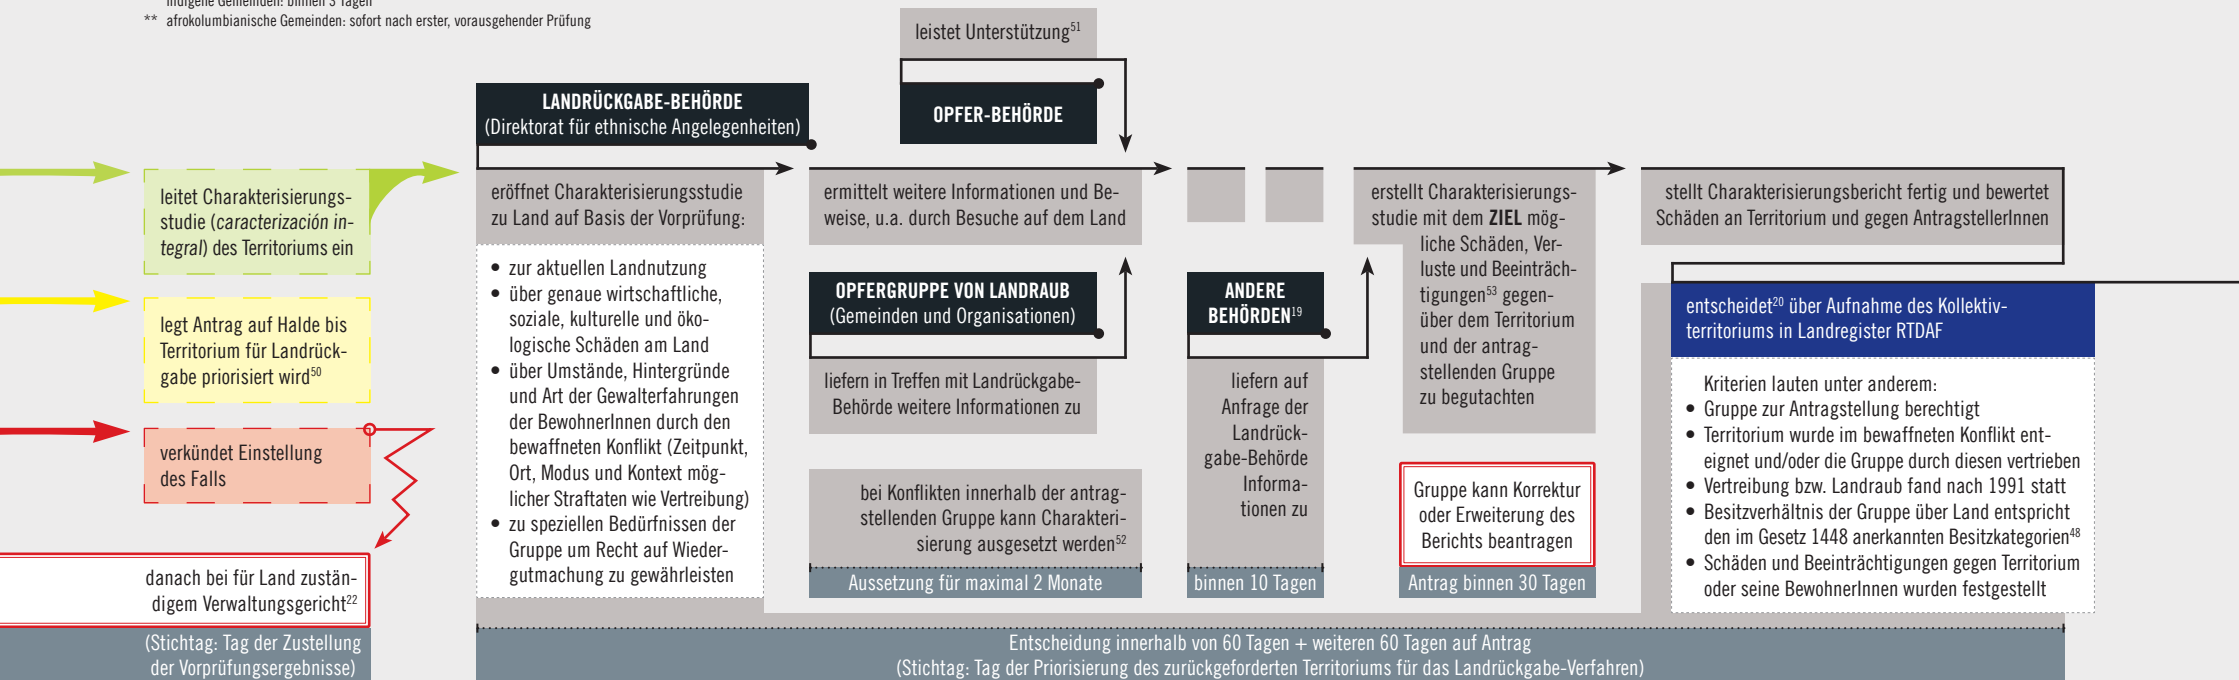 indigene Gemeinden: binnen 3 Tagen
** afrokolumbianische Gemeinden: sofort nach erster, vorausgehender Prüfung
leitet Charakterisierungs-
studie (caracterización in-
tegral) des Territoriums ein
legt Antrag auf Halde bis
Territorium für Landrück-
gabe priorisiert wird50
verkündet Einstellung
des Falls
danach bei für Land zustän-
digem Verwaltungsgericht22
(Stichtag: Tag der Zustellung
der Vorprüfungsergebnisse)
LANDRÜCKGABE-BEHÖRDE
(Direktorat für ethnische Angelegenheiten)
eröffnet Charakterisierungsstudie
zu Land auf Basis der Vorprüfung:
• zur aktuellen Landnutzung
• über genaue wirtschaftliche,
soziale, kulturelle und öko-
logische Schäden am Land
• über Umstände, Hintergründe
und Art der Gewalterfahrungen
der BewohnerInnen durch den
bewaffneten Konflikt (Zeitpunkt,
Ort, Modus und Kontext mög-
licher Straftaten wie Vertreibung)
• zu speziellen Bedürfnissen der
Gruppe um Recht auf Wieder-
gutmachung zu gewährleisten
leistet Unterstützung51
OPFER-BEHÖRDE
ermittelt weitere Informationen und Be-
weise, u.a. durch Besuche auf dem Land
OPFERGRUPPE VON LANDRAUB
(Gemeinden und Organisationen)
liefern in Treffen mit Landrückgabe-
Behörde weitere Informationen zu
bei Konflikten innerhalb der antrag-
stellenden Gruppe kann Charakteri-
sierung ausgesetzt werden52
Aussetzung für maximal 2 Monate
ANDERE
BEHÖRDEN19
liefern auf
Anfrage der
Landrück-
gabe-Behörde
Informa-
tionen zu
binnen 10 Tagen
erstellt Charakterisierungs-
studie mit dem ZIEL mög-
liche Schäden, Ver-
luste und Beeinträch-
tigungen53 gegen-
über dem Territorium
und der antrag-
stellenden Gruppe
zu begutachten
Gruppe kann Korrektur
oder Erweiterung des
Berichts beantragen
Antrag binnen 30 Tagen
stellt Charakterisierungsbericht fertig und bewertet
Schäden an Territorium und gegen AntragstellerInnen
entscheidet20 über Aufnahme des Kollektiv-
territoriums in Landregister RTDAF
Kriterien lauten unter anderem:
• Gruppe zur Antragstellung berechtigt
• Territorium wurde im bewaffneten Konflikt ent-
eignet und/oder die Gruppe durch diesen vertrieben
• Vertreibung bzw. Landraub fand nach 1991 statt
• Besitzverhältnis der Gruppe über Land entspricht
den im Gesetz 1448 anerkannten Besitzkategorien48
• Schäden und Beeinträchtigungen gegen Territorium
oder seine BewohnerInnen wurden festgestellt
Entscheidung innerhalb von 60 Tagen + weiteren 60 Tagen auf Antrag
(Stichtag: Tag der Priorisierung des zurückgeforderten Territoriums für das Landrückgabe-Verfahren)